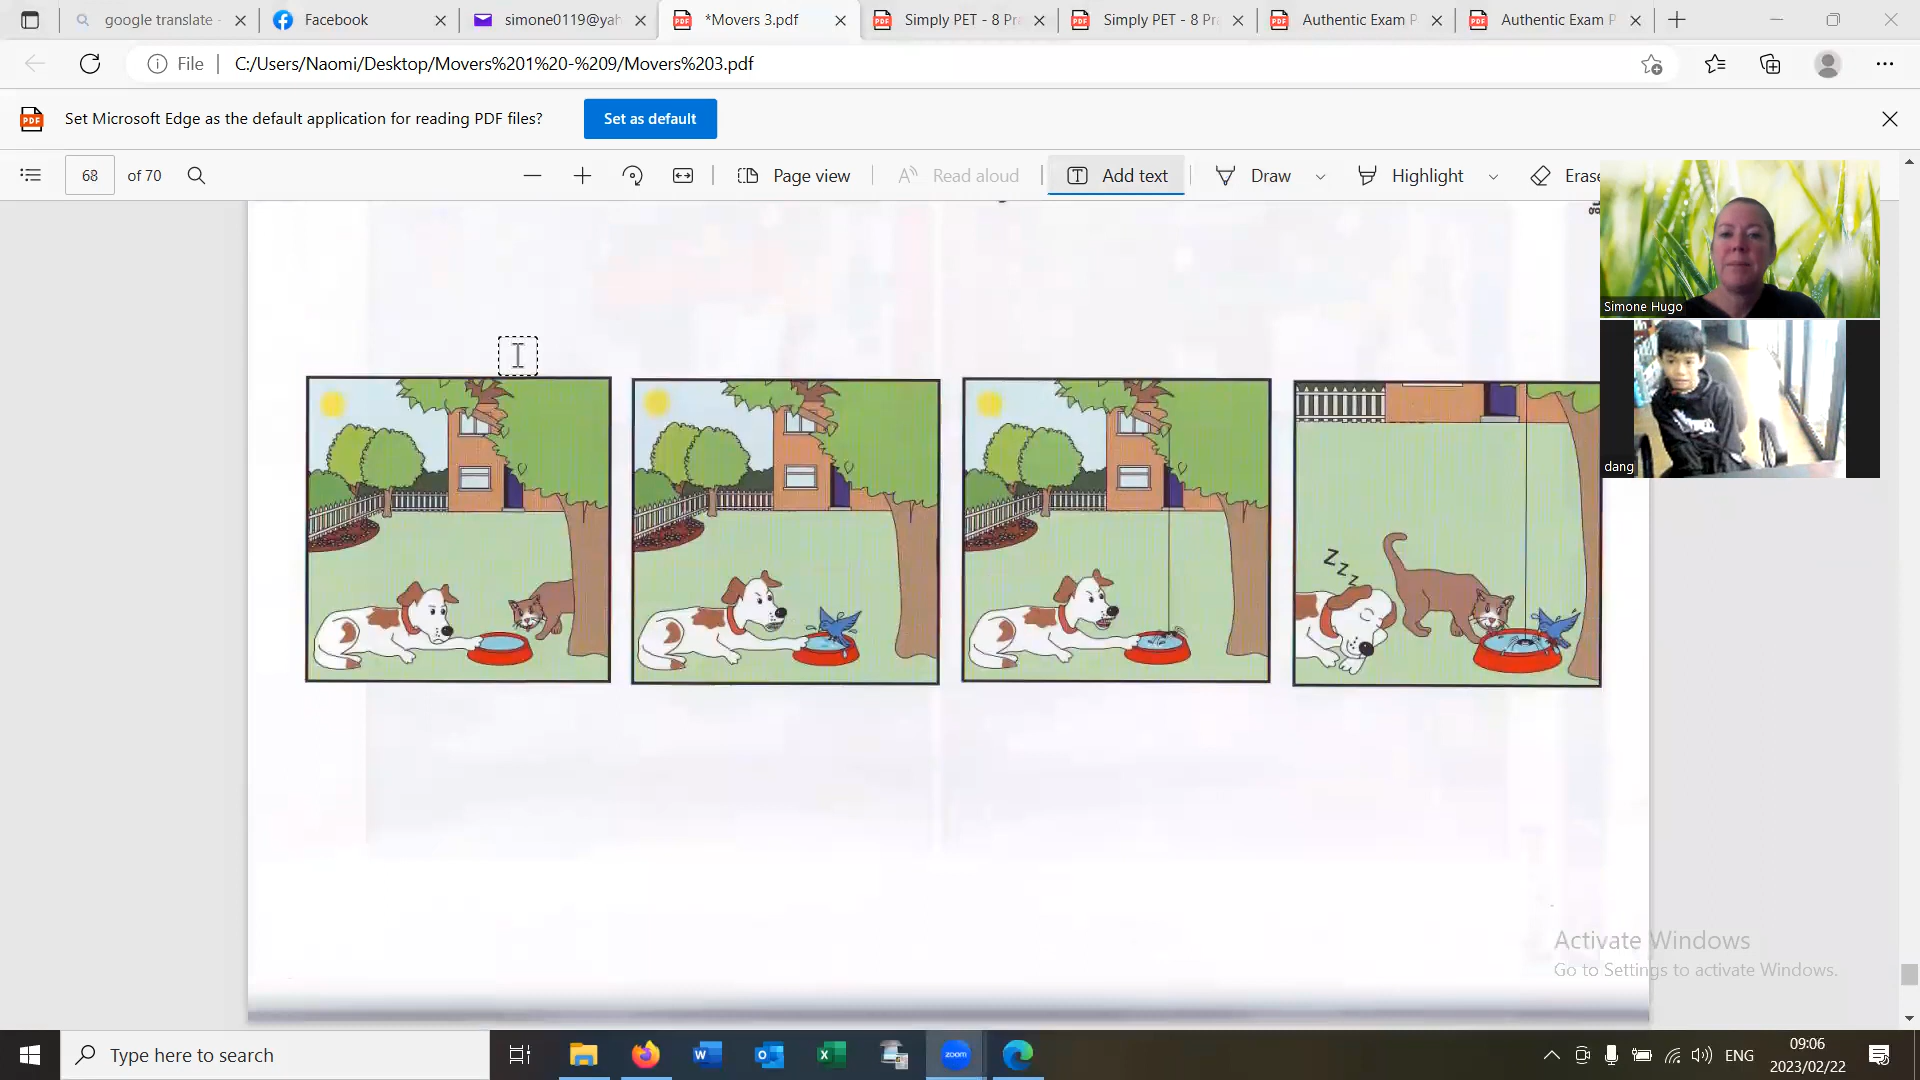 google translate -
Facebook
simone0119@yah
*Movers 3.pdf
Simply PET - 8 Pra
Simply PET - 8 Pra
Authentic Exam P
Authentic Exam P
File
C:/Users/Naomi/Desktop/Movers%201%20-%209/Movers%203.pdf
PDF
Set Microsoft Edge as the default application for reading PDF files?
Set as default
68
of 70
Page view
Read aloud
Add text
Draw
Highlight
Erase
Simone Hugo
dang
Z z z
Activate Windows
Go to Settings to activate Windows.
Type here to search
zoom
ENG
09:06
2023/02/22